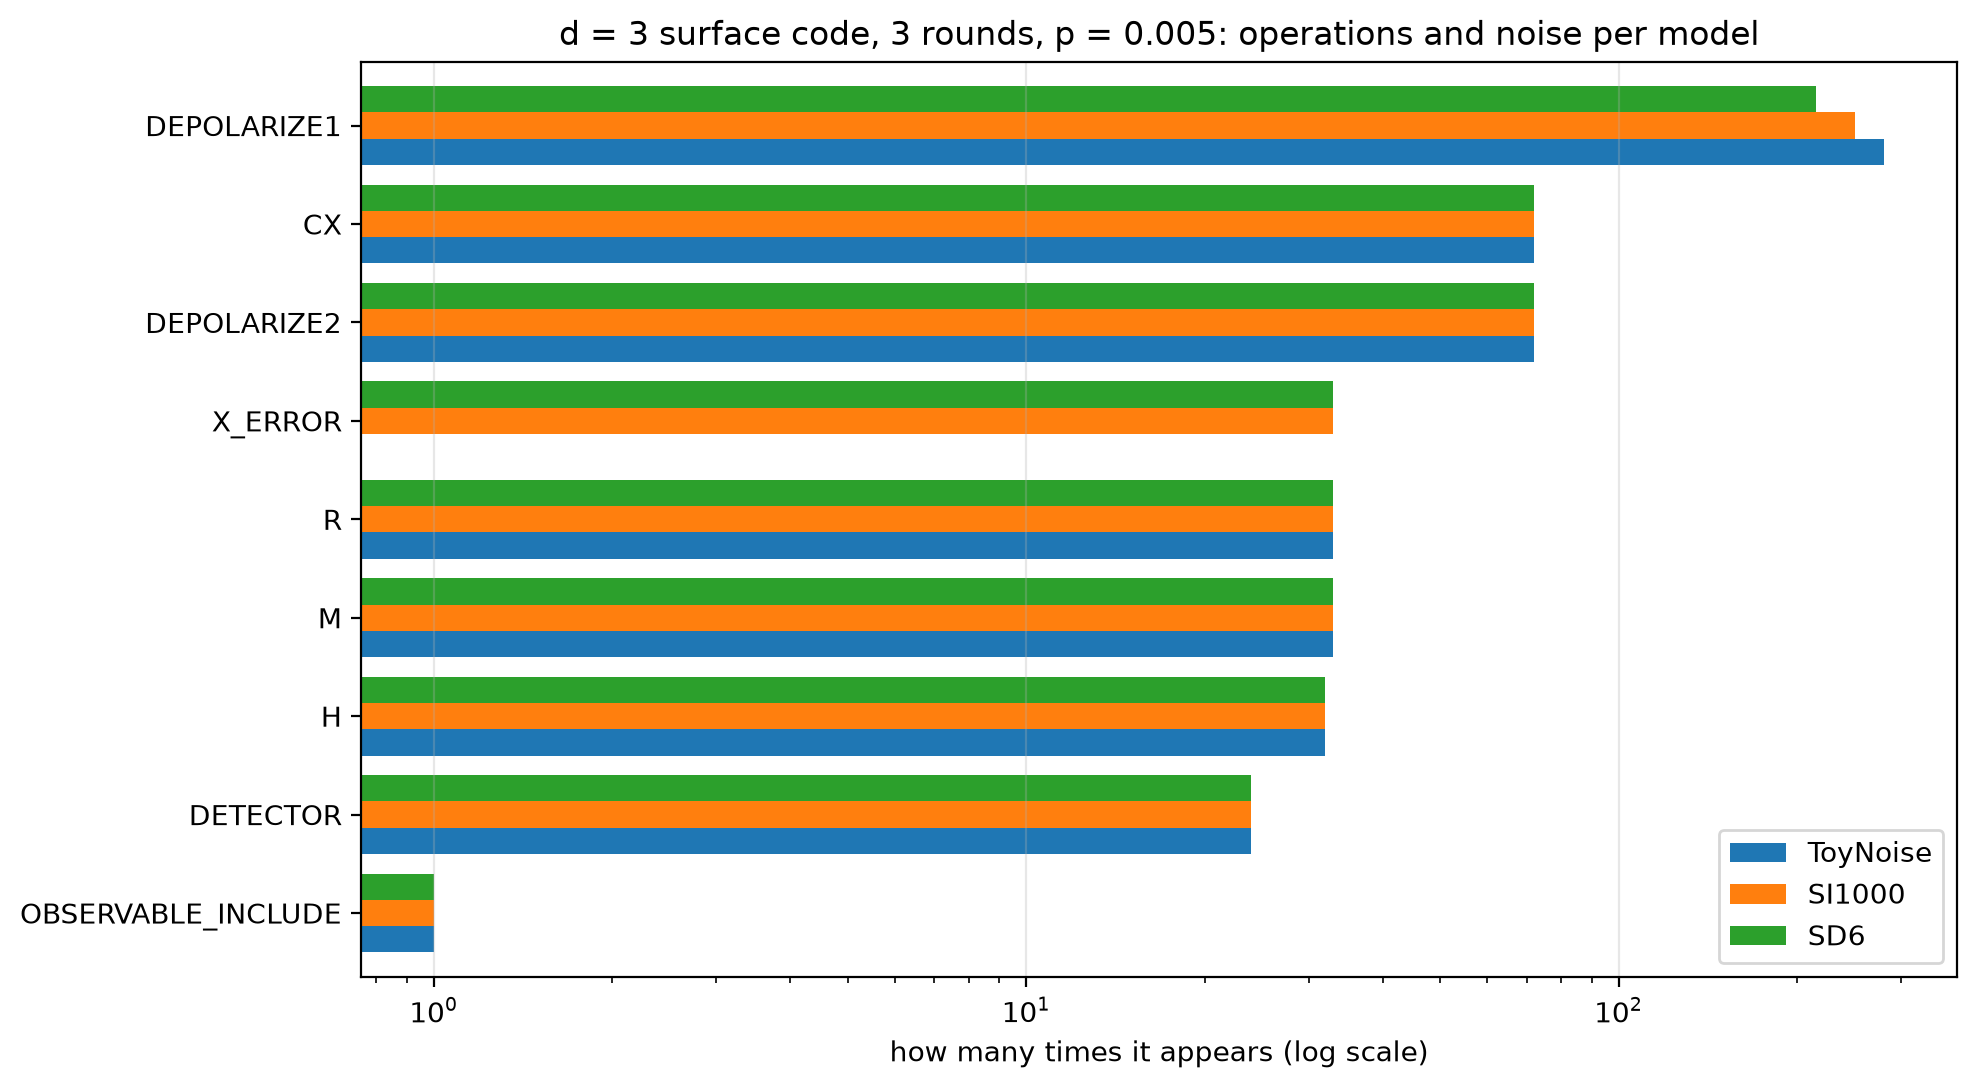 d = 3 surface code, 3 rounds, p = 0.005: operations and noise per model
DEPOLARIZE1
CX
DEPOLARIZE2
X_ERROR
R
M
H
DETECTOR
OBSERVABLE_INCLUDE
ToyNoise
SI1000
SD6
10⁰
10¹
10²
how many times it appears (log scale)